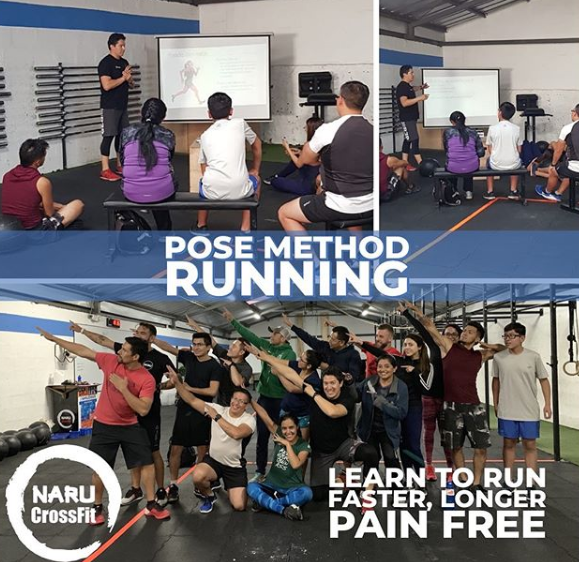 POSE METHOD
RUNNING
NARU
CrossFit
LEARN TO RUN
FASTER, LONGER
PAIN FREE